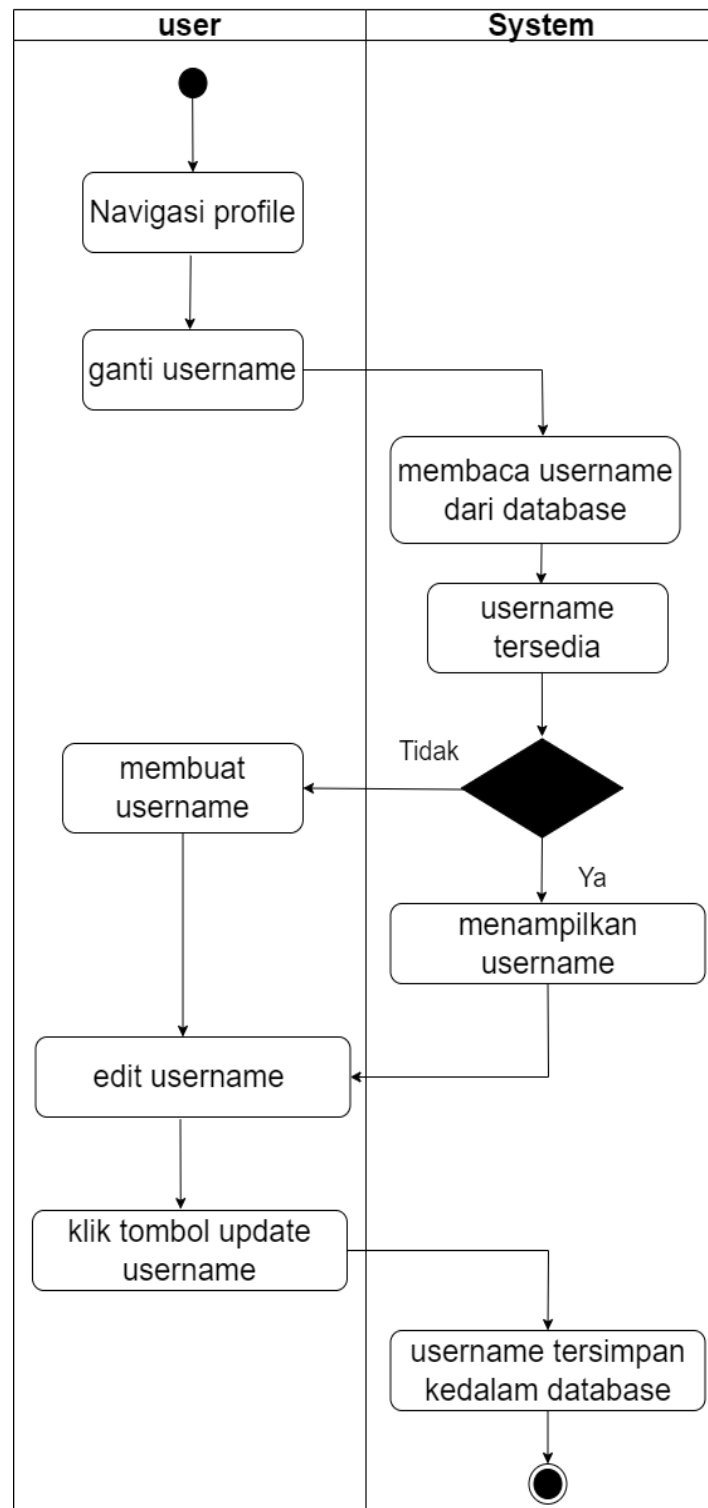 user
System
Navigasi profile
ganti username
membaca username
dari database
username
tersedia
Tidak
membuat
username
Ya
menampilkan
username
edit username
klik tombol update
username
username tersimpan
kedalam database